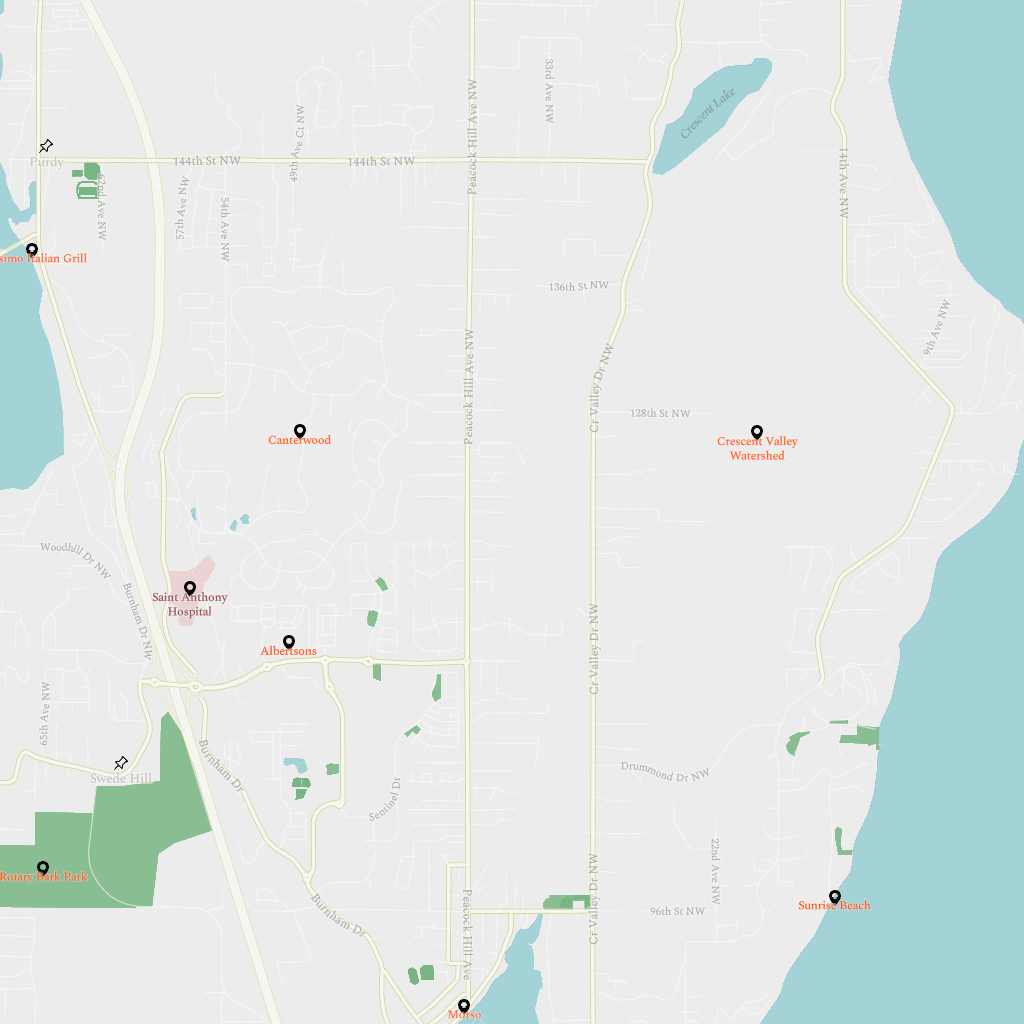 33rd Ave NW
Peacock Hill Ave NW
Crescent Lake
49th Ave Ct NW
Purdy
144th St NW
144th St NW
62nd Ave NW
57th Ave NW
54th Ave NW
14th Ave NW
simo Italian Grill
136th St NW
9th Ave NW
Peacock Hill Ave NW
Cr Valley Dr NW
128th St NW
Canterwood
Crescent Valley
Watershed
Woodhill Dr NW
Burnham Dr NW
Saint Anthony
Hospital
Albertsons
Cr Valley Dr NW
65th Ave NW
Swede Hill
Burnham Dr
Drummond Dr NW
Sentinel Dr
22nd Ave NW
Rotary Bark Park
Cr Valley Dr NW
Sunrise Beach
96th St NW
Burnham Dr
Peacock Hill Ave
Morso